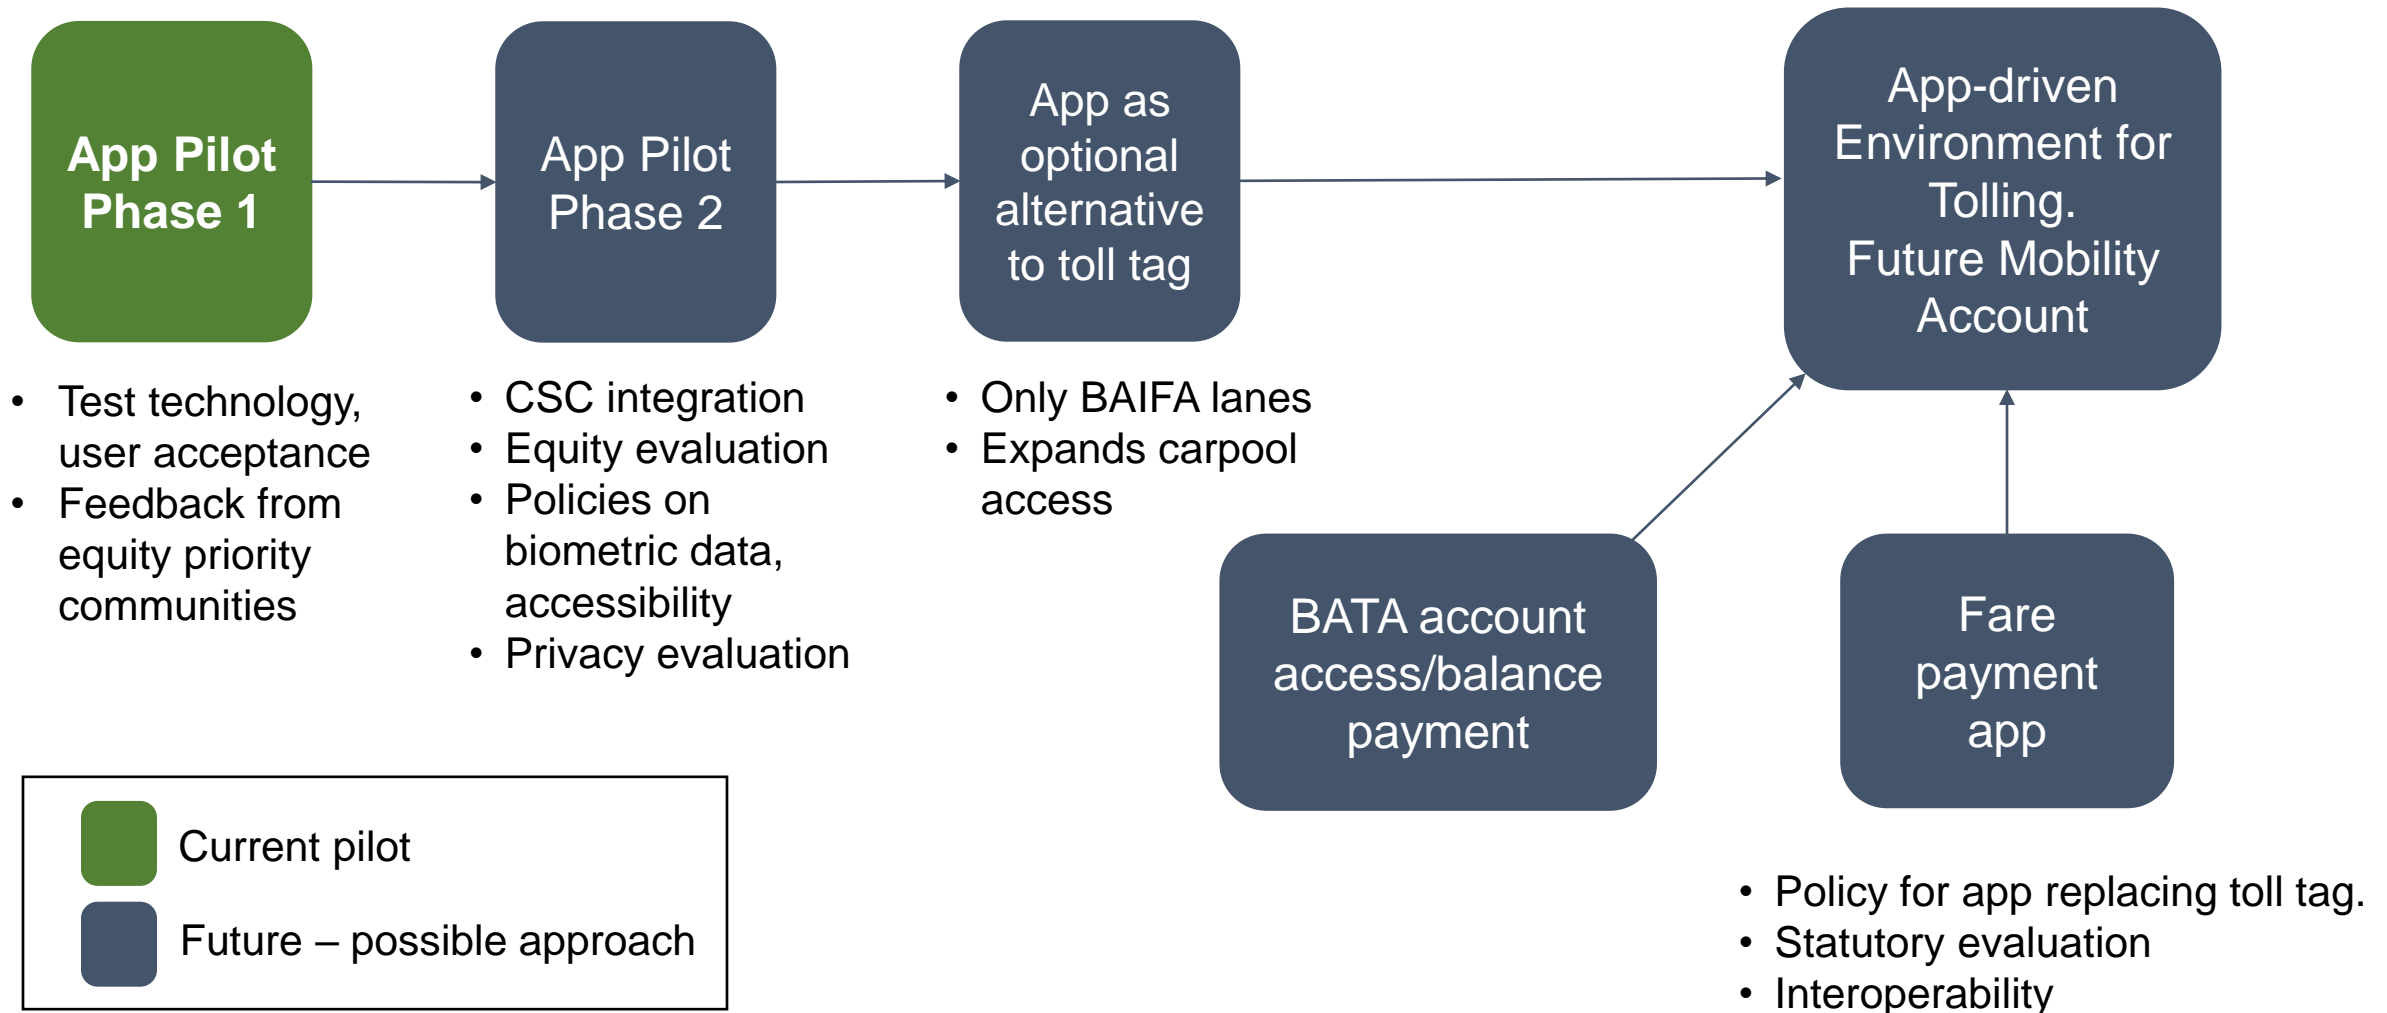 App Pilot
Phase 1
App Pilot
Phase 2
App as
optional
alternative
to toll tag
App-driven
Environment for
Tolling.
Future Mobility
Account
• Test technology,
user acceptance
• Feedback from
equity priority
communities
• CSC integration
• Equity evaluation
• Policies on
biometric data,
accessibility
• Privacy evaluation
• Only BAIFA lanes
• Expands carpool
access
BATA account
access/balance
payment
Fare
payment
app
• Policy for app replacing toll tag.
• Statutory evaluation
• Interoperability
Current pilot
Future – possible approach